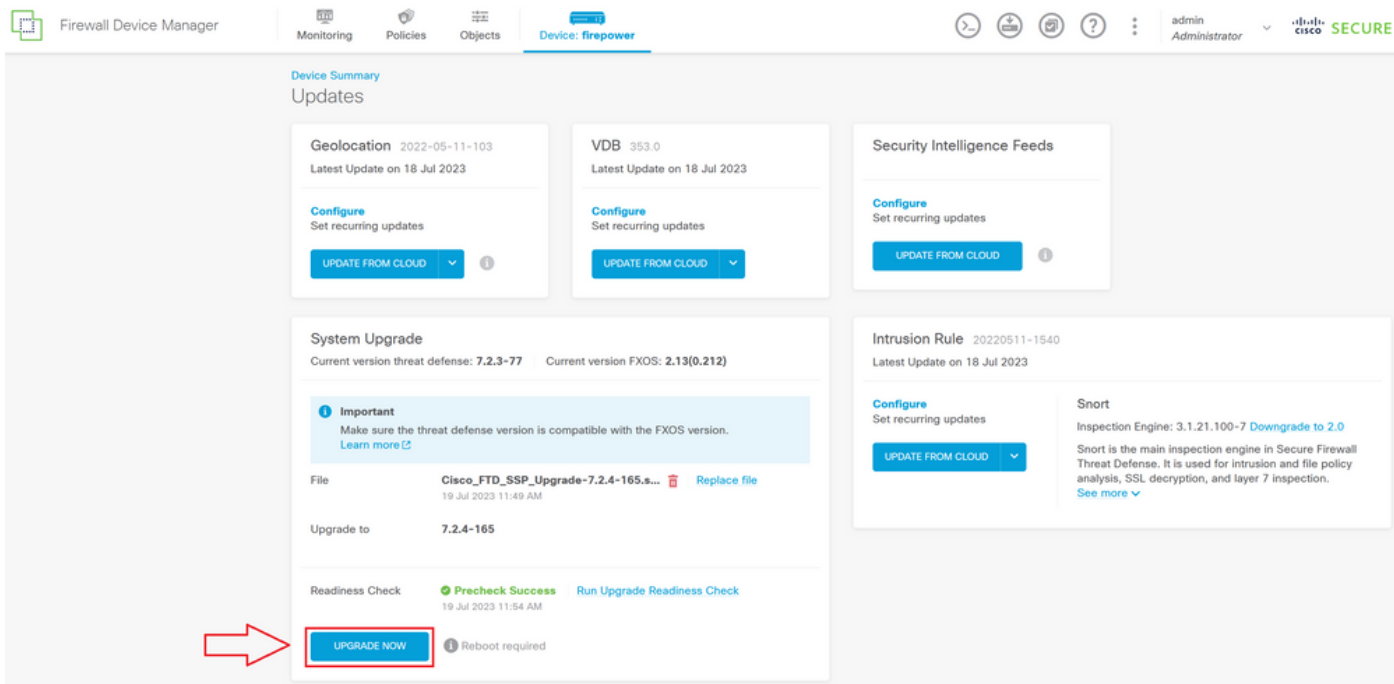 Firewall Device Manager
Monitoring
Policies
Objects
Device: firepower
admin
Administrator
cisco SECURE
Device Summary
Updates
Geolocation 2022-05-11-103
Latest Update on 18 Jul 2023
Configure
Set recurring updates
UPDATE FROM CLOUD
VDB 353.0
Latest Update on 18 Jul 2023
Configure
Set recurring updates
UPDATE FROM CLOUD
Security Intelligence Feeds
Configure
Set recurring updates
UPDATE FROM CLOUD
System Upgrade
Current version threat defense: 7.2.3-77 Current version FXOS: 2.13(0.212)
Important
Make sure the threat defense version is compatible with the FXOS version.
Learn more
File Cisco_FTD_SSP_Upgrade-7.2.4-165.s... Replace file
19 Jul 2023 11:49 AM
Upgrade to 7.2.4-165
Readiness Check Precheck Success Run Upgrade Readiness Check
19 Jul 2023 11:54 AM
UPGRADE NOW Reboot required
Intrusion Rule 20220511-1540
Latest Update on 18 Jul 2023
Configure
Set recurring updates
UPDATE FROM CLOUD
Snort
Inspection Engine: 3.1.21.100-7 Downgrade to 2.0
Snort is the main inspection engine in Secure Firewall
Threat Defense. It is used for intrusion and file policy
analysis, SSL decryption, and layer 7 inspection.
See more